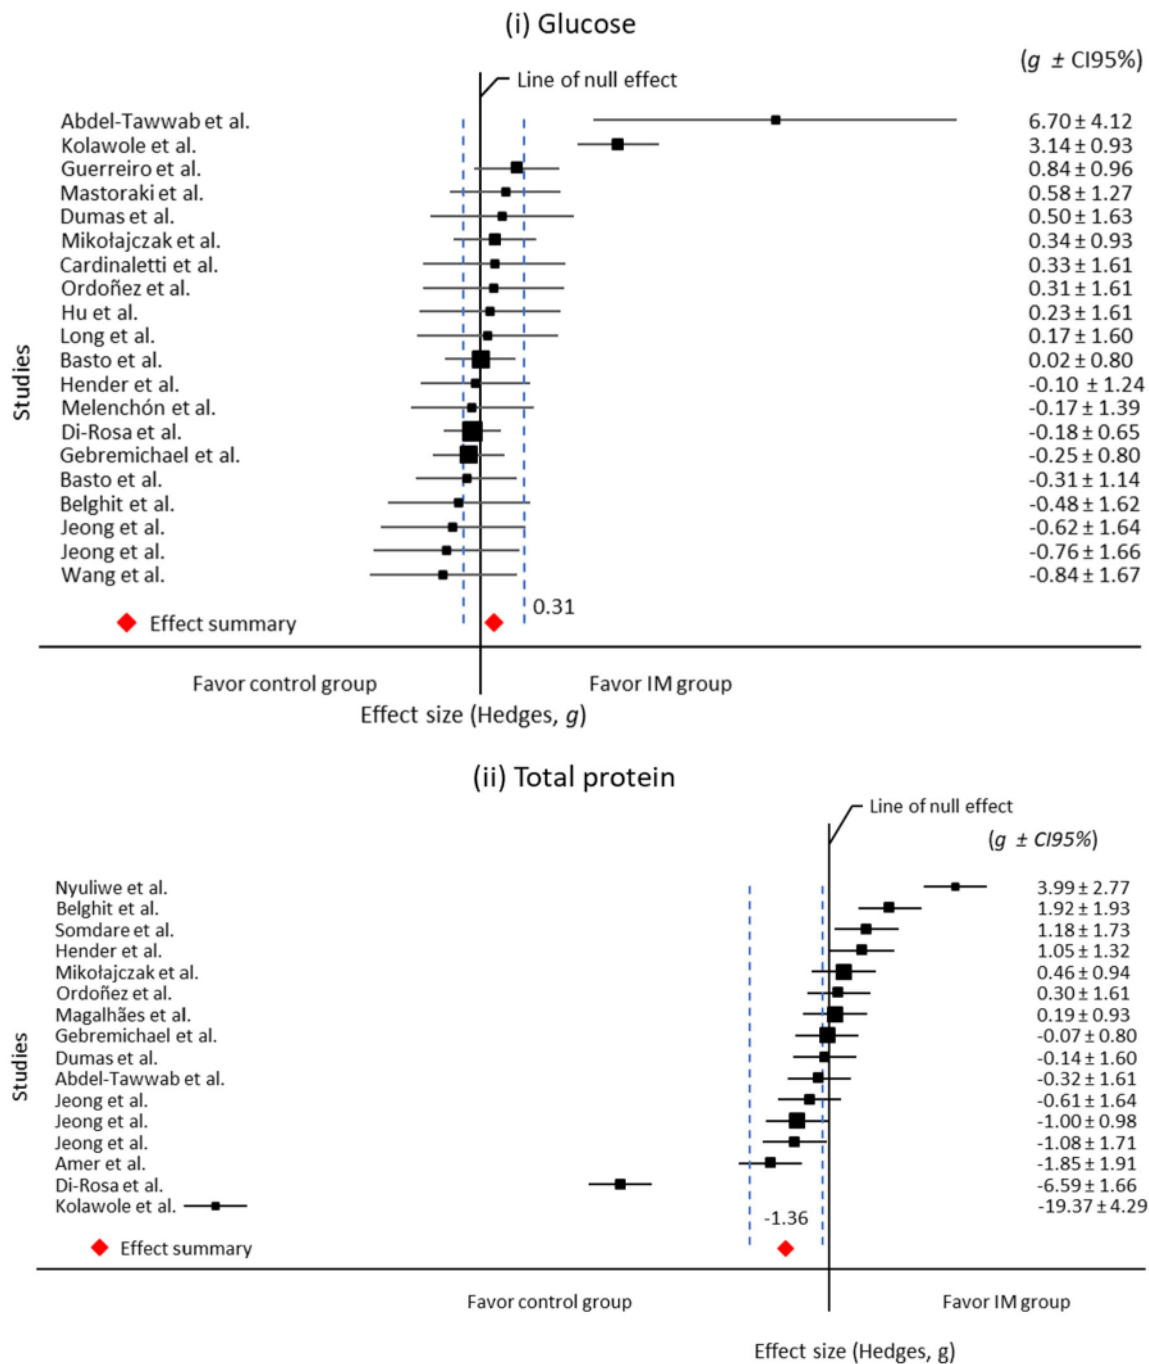 (i) Glucose
(g ± CI95%)
Line of null effect
Abdel-Tawwab et al. 6.70 ± 4.12
Kolawole et al. 3.14 ± 0.93
Guerreiro et al. 0.84 ± 0.96
Mastoraki et al. 0.58 ± 1.27
Dumas et al. 0.50 ± 1.63
Mikołajczak et al. 0.34 ± 0.93
Cardinaletti et al. 0.33 ± 1.61
Ordoñez et al. 0.31 ± 1.61
Hu et al. 0.23 ± 1.61
Long et al. 0.17 ± 1.60
Basto et al. 0.02 ± 0.80
Hender et al. -0.10 ± 1.24
Melenchón et al. -0.17 ± 1.39
Di-Rosa et al. -0.18 ± 0.65
Gebremichael et al. -0.25 ± 0.80
Basto et al. -0.31 ± 1.14
Belghit et al. -0.48 ± 1.62
Jeong et al. -0.62 ± 1.64
Jeong et al. -0.76 ± 1.66
Wang et al. -0.84 ± 1.67
Studies
0.31
Effect summary
Favor control group Favor IM group
Effect size (Hedges, g)
(ii) Total protein
Line of null effect
(g ± CI95%)
Nyuliwe et al. 3.99 ± 2.77
Belghit et al. 1.92 ± 1.93
Somdare et al. 1.18 ± 1.73
Hender et al. 1.05 ± 1.32
Mikołajczak et al. 0.46 ± 0.94
Ordoñez et al. 0.30 ± 1.61
Magalhães et al. 0.19 ± 0.93
Gebremichael et al. -0.07 ± 0.80
Dumas et al. -0.14 ± 1.60
Abdel-Tawwab et al. -0.32 ± 1.61
Jeong et al. -0.61 ± 1.64
Jeong et al. -1.00 ± 0.98
Jeong et al. -1.08 ± 1.71
Amer et al. -1.85 ± 1.91
Di-Rosa et al. -6.59 ± 1.66
Kolawole et al. -19.37 ± 4.29
Studies
-1.36
Effect summary
Favor control group Favor IM group
Effect size (Hedges, g)